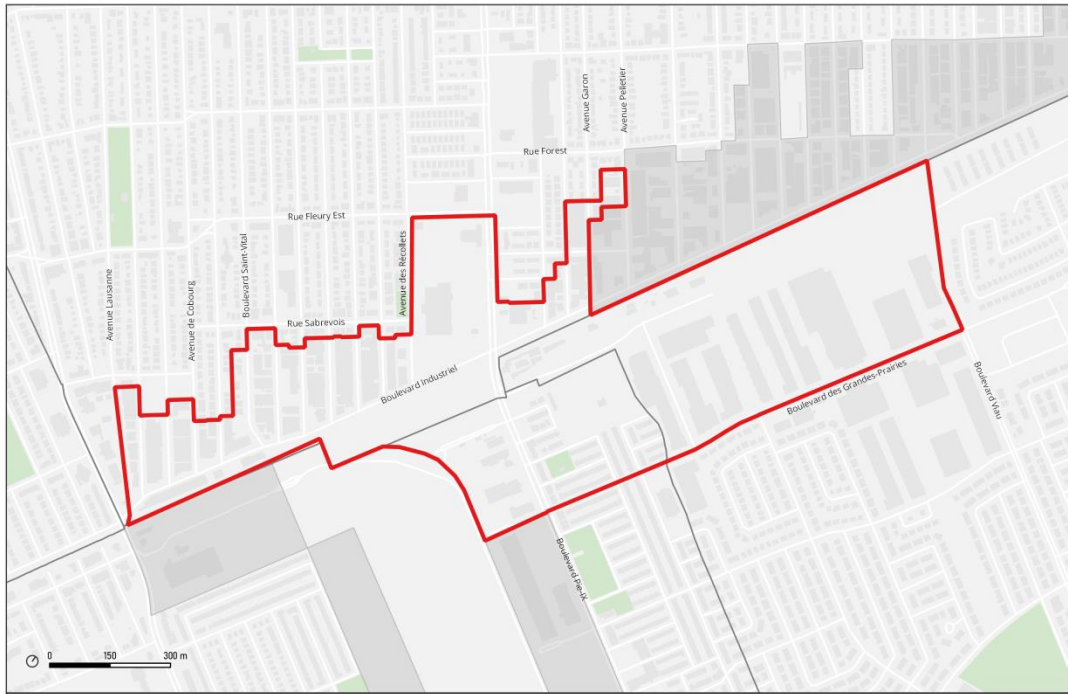 Avenue Garon
Avenue Pelletier
Rue Forest
Rue Fleury Est
Avenue des Récollets
Boulevard Saint-Vital
Avenue de Cobourg
Avenue Lausanne
Rue Sabrevois
Boulevard Industriel
Boulevard des Grandes-Prairies
Boulevard Viau
Boulevard Pie-IX
0 150 300 m